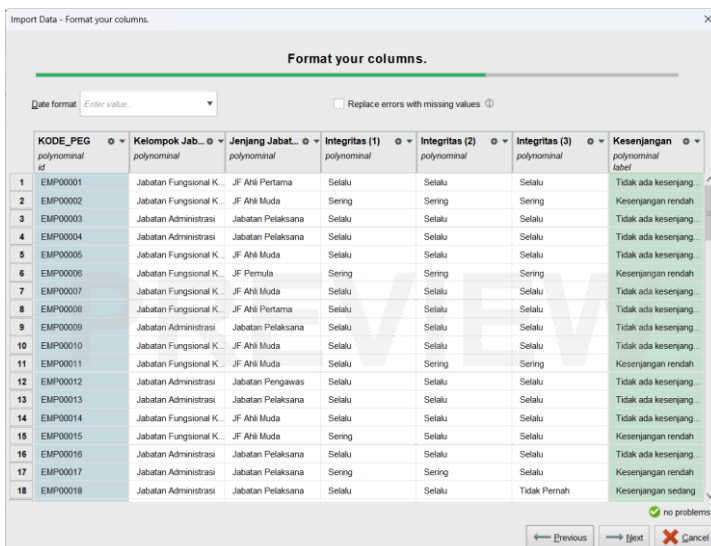 Import Data - Format your columns.
Format your columns.
Date format Enter value... Replace errors with missing values
KODE_PEG Kelompok Jab... Jenjang Jabat... Integritas (1) Integritas (2) Integritas (3) Kesenjangan
polynominal polynominal polynominal polynominal polynominal polynominal polynominal
id label
1 EMP00001 Jabatan Fungsional K... JF Ahli Pertama Selalu Selalu Selalu Tidak ada kesenjang...
2 EMP00002 Jabatan Fungsional K... JF Ahli Muda Sering Sering Sering Kesenjangan rendah
3 EMP00003 Jabatan Administrasi Jabatan Pelaksana Selalu Selalu Selalu Tidak ada kesenjang...
4 EMP00004 Jabatan Administrasi Jabatan Pelaksana Selalu Selalu Selalu Tidak ada kesenjang...
5 EMP00005 Jabatan Fungsional K... JF Ahli Muda Selalu Selalu Selalu Tidak ada kesenjang...
6 EMP00006 Jabatan Fungsional K... JF Pemula Sering Sering Sering Kesenjangan rendah
7 EMP00007 Jabatan Fungsional K... JF Ahli Muda Selalu Selalu Selalu Tidak ada kesenjang...
8 EMP00008 Jabatan Fungsional K... JF Ahli Pertama Selalu Selalu Selalu Tidak ada kesenjang...
9 EMP00009 Jabatan Administrasi Jabatan Pelaksana Selalu Selalu Selalu Tidak ada kesenjang...
10 EMP00010 Jabatan Fungsional K... JF Ahli Muda Selalu Selalu Selalu Tidak ada kesenjang...
11 EMP00011 Jabatan Fungsional K... JF Ahli Muda Selalu Sering Sering Kesenjangan rendah
12 EMP00012 Jabatan Administrasi Jabatan Pengawas Selalu Selalu Selalu Tidak ada kesenjang...
13 EMP00013 Jabatan Administrasi Jabatan Pelaksana Selalu Selalu Selalu Tidak ada kesenjang...
14 EMP00014 Jabatan Fungsional K... JF Ahli Muda Selalu Selalu Selalu Tidak ada kesenjang...
15 EMP00015 Jabatan Fungsional K... JF Ahli Muda Sering Selalu Selalu Kesenjangan rendah
16 EMP00016 Jabatan Administrasi Jabatan Pelaksana Selalu Selalu Selalu Tidak ada kesenjang...
17 EMP00017 Jabatan Administrasi Jabatan Pelaksana Sering Sering Selalu Kesenjangan rendah
18 EMP00018 Jabatan Administrasi Jabatan Pelaksana Selalu Selalu Tidak Pernah Kesenjangan sedang
PREVIEW
no problems
Previous Next Cancel